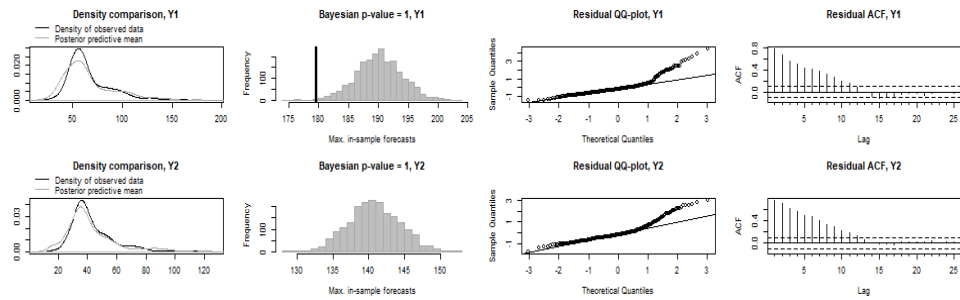 Density comparison, Y1
Density of observed data
Posterior predictive mean
0.000
0.020
50
100
150
200
Bayesian p-value = 1, Y1
Frequency
0
100
175
180
185
190
195
200
205
Max. in-sample forecasts
Residual QQ-plot, Y1
Sample Quantiles
-1
1
3
-3
-2
-1
0
1
2
3
Theoretical Quantiles
Residual ACF, Y1
ACF
0.0
0.4
0.8
0
5
10
15
20
25
Lag
Density comparison, Y2
Density of observed data
Posterior predictive mean
0.00
0.03
20
40
60
80
100
120
Bayesian p-value = 1, Y2
Frequency
0
100
130
135
140
145
150
Max. in-sample forecasts
Residual QQ-plot, Y2
Sample Quantiles
-1
1
3
-3
-2
-1
0
1
2
3
Theoretical Quantiles
Residual ACF, Y2
ACF
0.0
0.4
0
5
10
15
20
25
Lag